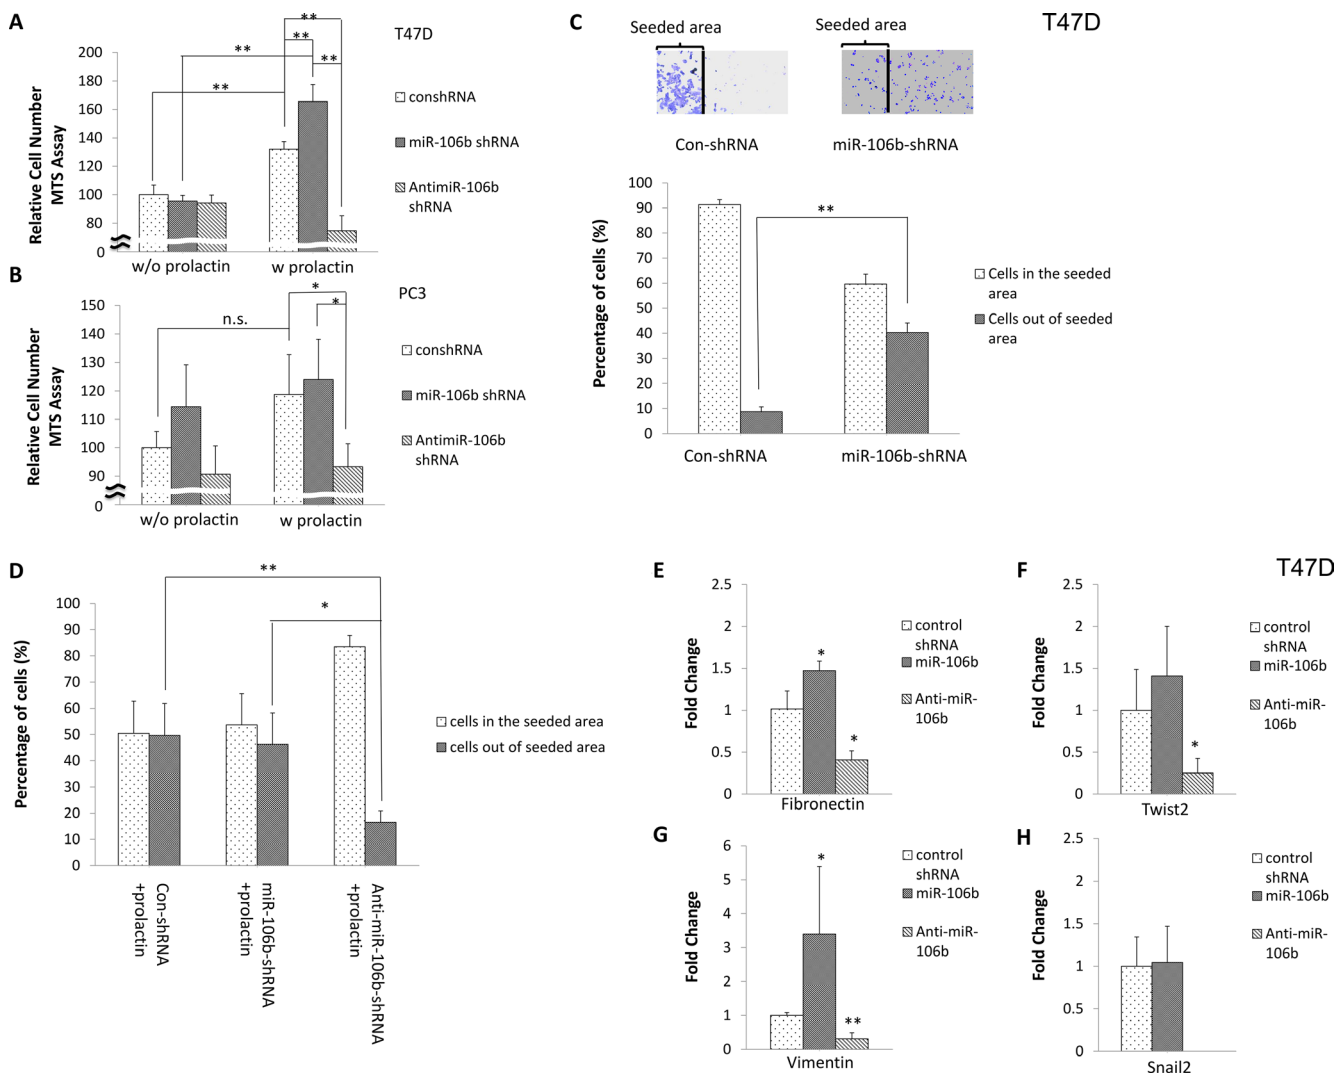 A
T47D
**
**
**
**
**
Relative Cell Number
MTS Assay
200
180
160
140
120
100
80
0
w/o prolactin
w prolactin
conshRNA
miR-106b shRNA
AntimiR-106b
shRNA
B
PC3
*
*
n.s.
Relative Cell Number
MTS Assay
150
140
130
120
110
100
90
0
w/o prolactin
w prolactin
conshRNA
miR-106b shRNA
AntimiR-106b
shRNA
C
T47D
Seeded area
Seeded area
Con-shRNA
miR-106b-shRNA
Percentage of cells (%)
100
90
80
70
60
50
40
30
20
10
0
**
Con-shRNA
miR-106b-shRNA
Cells in the seeded
area
Cells out of seeded
area
D
**
*
Percentage of cells (%)
100
90
80
70
60
50
40
30
20
10
0
Con-shRNA
+prolactin
miR-106b-shRNA
+prolactin
Anti-miR-106b-shRNA
+prolactin
cells in the seeded area
cells out of seeded area
E
Fold Change
2.5
2
1.5
1
0.5
0
*
*
Fibronectin
control
shRNA
miR-106b
Anti-miR-
106b
F
T47D
Fold Change
2.5
2
1.5
1
0.5
0
*
Twist2
control
shRNA
miR-106b
Anti-miR-
106b
G
Fold Change
6
5
4
3
2
1
0
*
**
Vimentin
control
shRNA
miR-106b
Anti-miR-
106b
H
Fold Change
2.5
2
1.5
1
0.5
0
Snail2
control
shRNA
miR-106b
Anti-miR-
106b